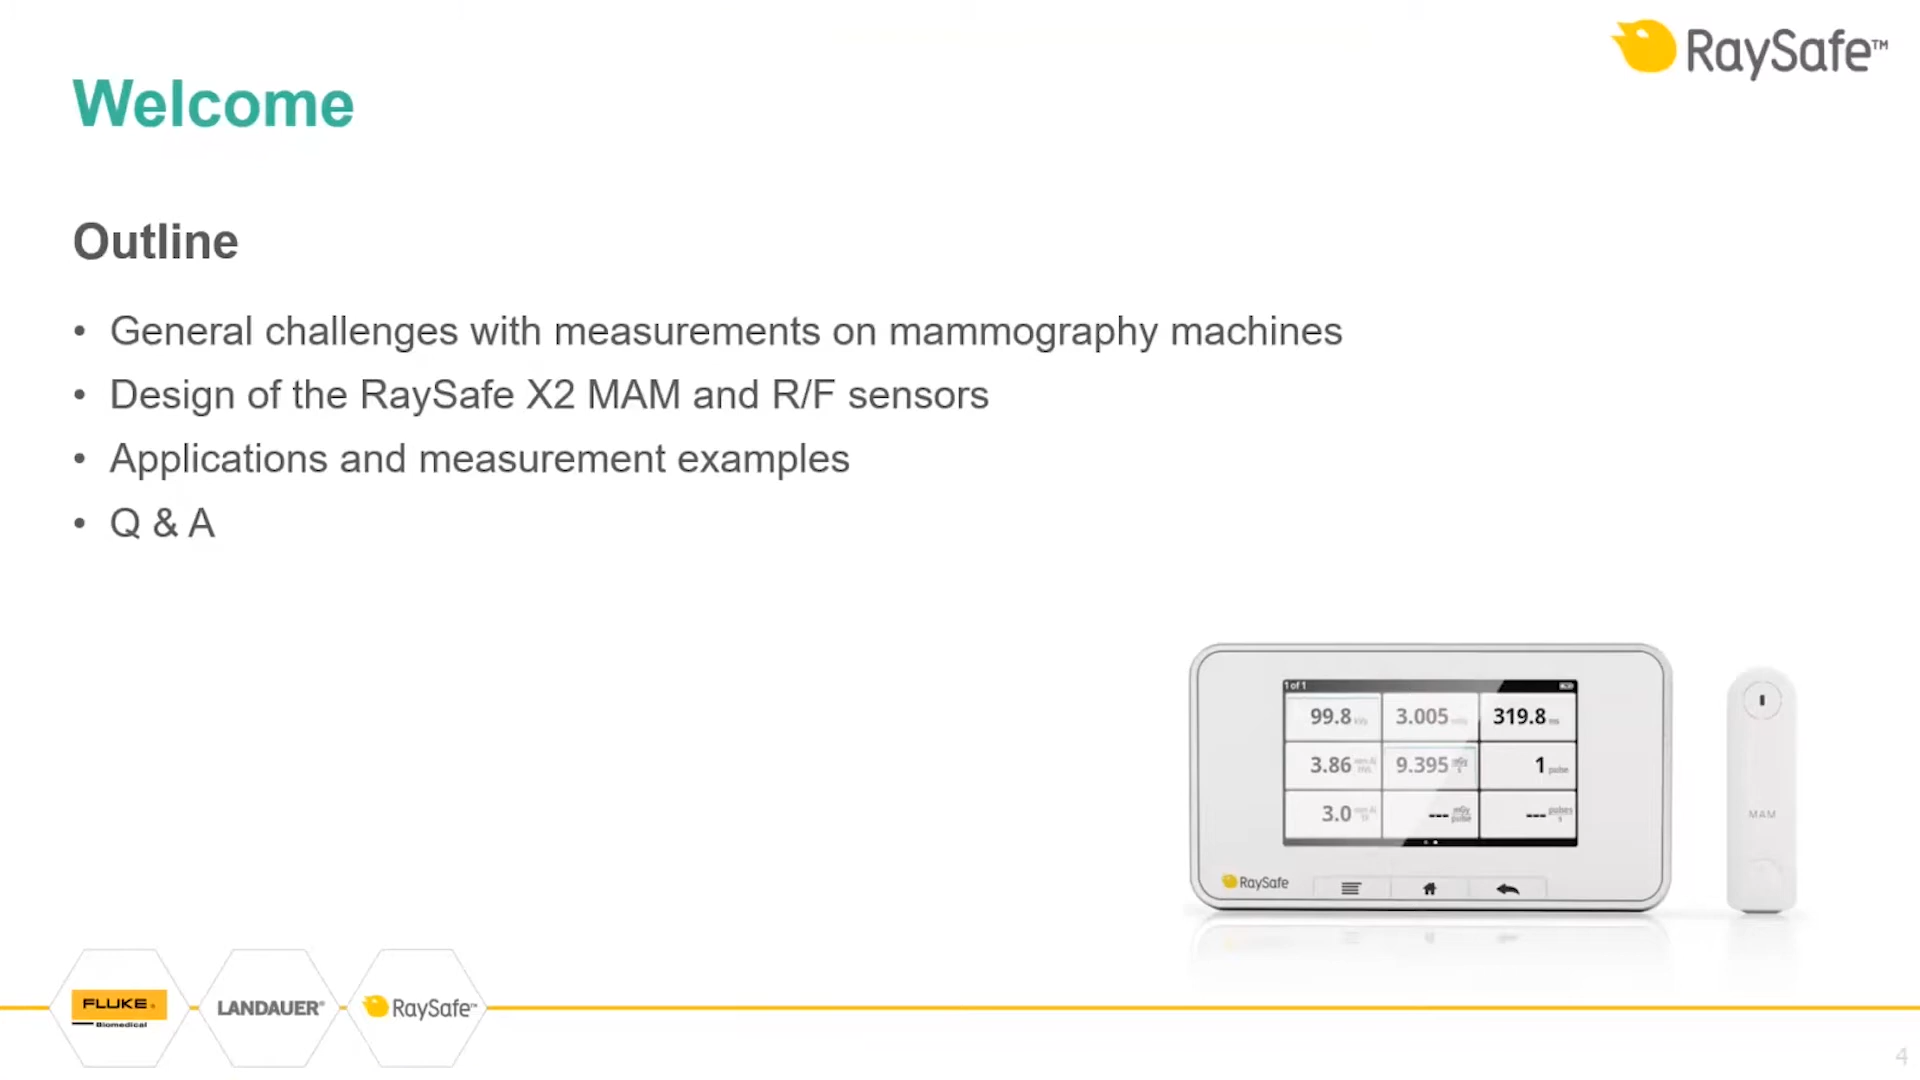 RaySafe™
Welcome
Outline
• General challenges with measurements on mammography machines
• Design of the RaySafe X2 MAM and R/F sensors
• Applications and measurement examples
• Q & A
1 of 1
99.8 3.005 319.8 ms
3.86 mm Al HVL 9.395 mGy s 1 pulse
3.0 mm Al TF --- mGy pulse --- pulses s
RaySafe
MAM
FLUKE®
Biomedical
LANDAUER®
RaySafe™
4